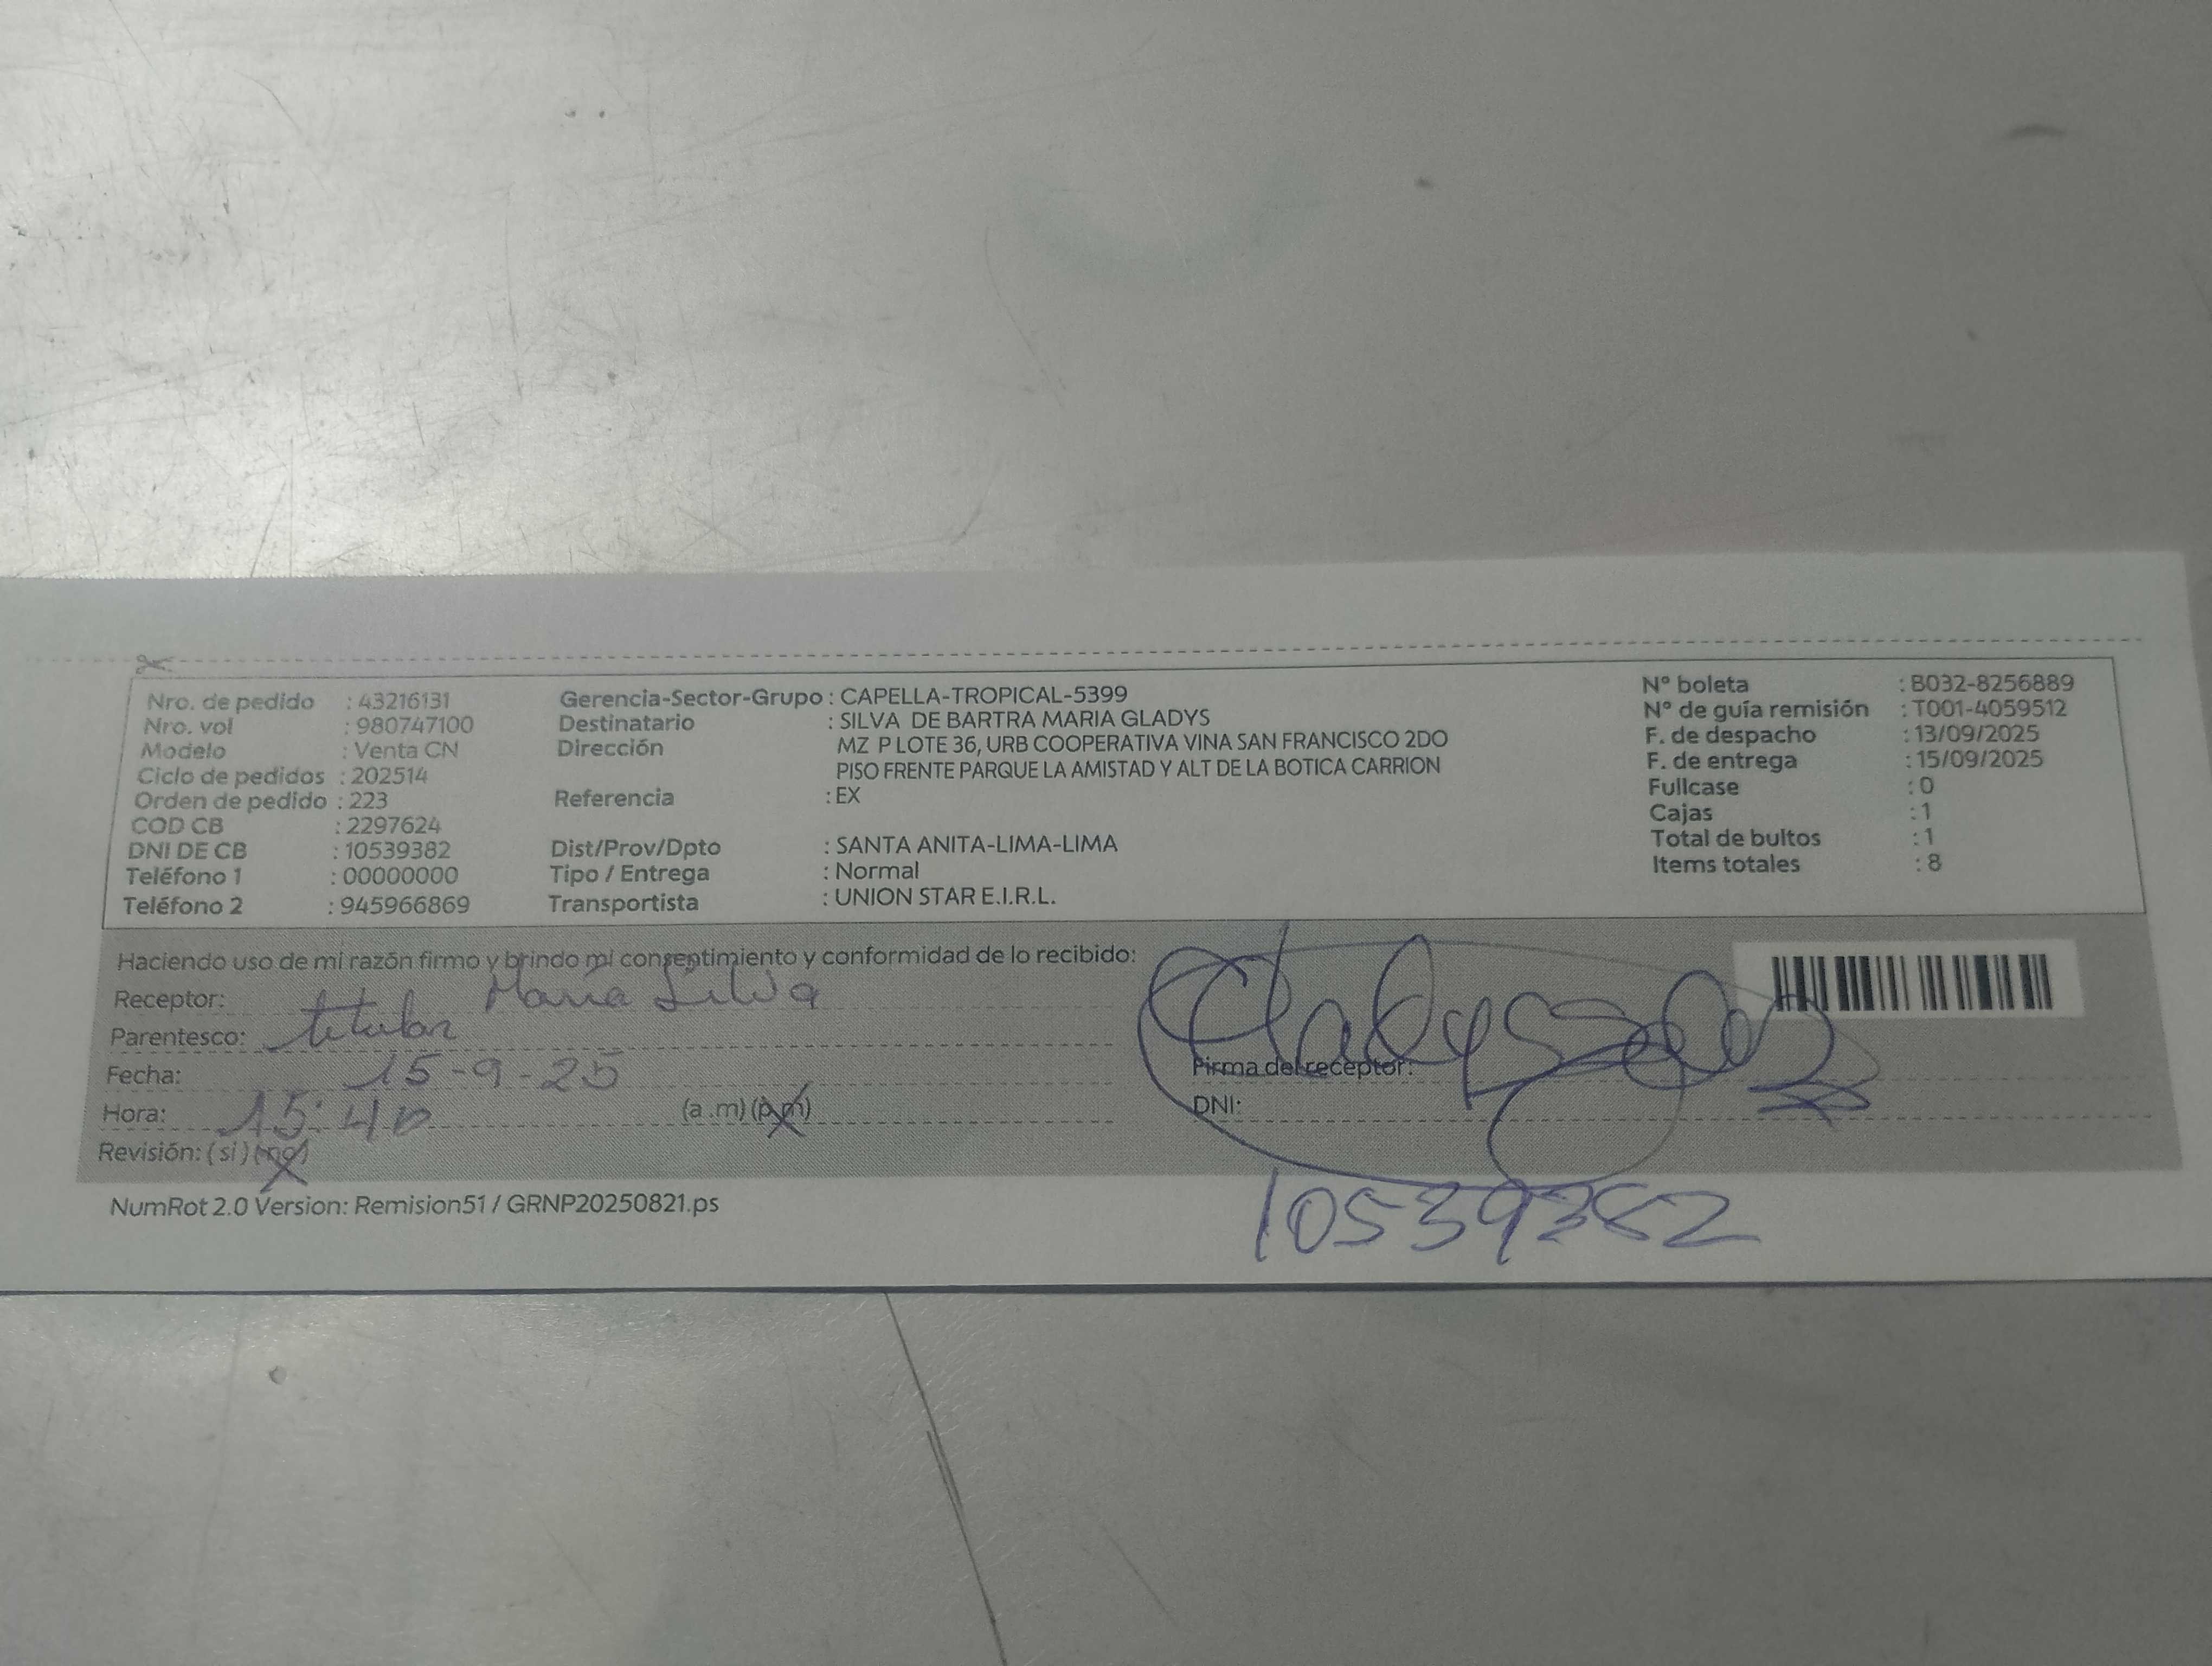 Nro. de pedido : 43216131
Nro. vol : 980747100
Modelo : Venta CN
Ciclo de pedidos : 202514
Orden de pedido : 223
COD CB : 2297624
DNI DE CB : 10539382
Teléfono 1 : 00000000
Teléfono 2 : 945966869
Gerencia-Sector-Grupo : CAPELLA-TROPICAL-5399
Destinatario : SILVA DE BARTRA MARIA GLADYS
Dirección MZ P LOTE 36, URB COOPERATIVA VINA SAN FRANCISCO 2DO
PISO FRENTE PARQUE LA AMISTAD Y ALT DE LA BOTICA CARRION
Referencia : EX
Dist/Prov/Dpto : SANTA ANITA-LIMA-LIMA
Tipo / Entrega : Normal
Transportista : UNION STAR E.I.R.L.
N° boleta : B032-8256889
N° de guía remisión : T001-4059512
F. de despacho : 13/09/2025
F. de entrega : 15/09/2025
Fullcase : 0
Cajas : 1
Total de bultos : 1
Items totales : 8
Haciendo uso de mi razón firmo y brindo mi consentimiento y conformidad de lo recibido:
Receptor: Maria Silva
Parentesco: titular
Fecha: 15-9-25
Hora: 15:40 (a.m) (p.m)
Revisión: (si) (no)
Firma del receptor:
DNI:
10539382
NumRot 2.0 Version: Remision51 / GRNP20250821.ps